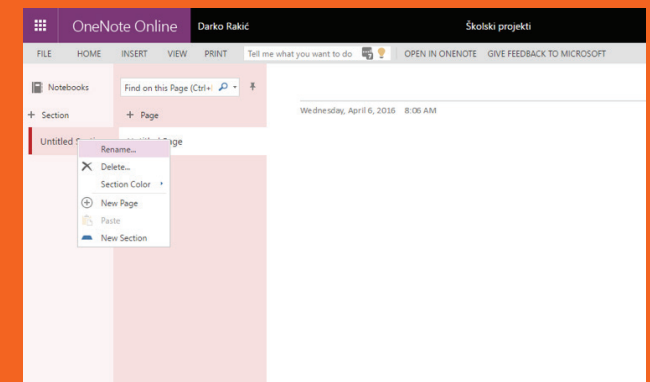 OneNote Online Darko Rakić Školski projekti
FILE HOME INSERT VIEW PRINT Tell me what you want to do OPEN IN ONENOTE GIVE FEEDBACK TO MICROSOFT
Notebooks Find on this Page (Ctrl+
+ Section + Page
Wednesday, April 6, 2016 8:06 AM
Untitled Page
Rename...
Delete...
Section Color
New Page
Paste
New Section